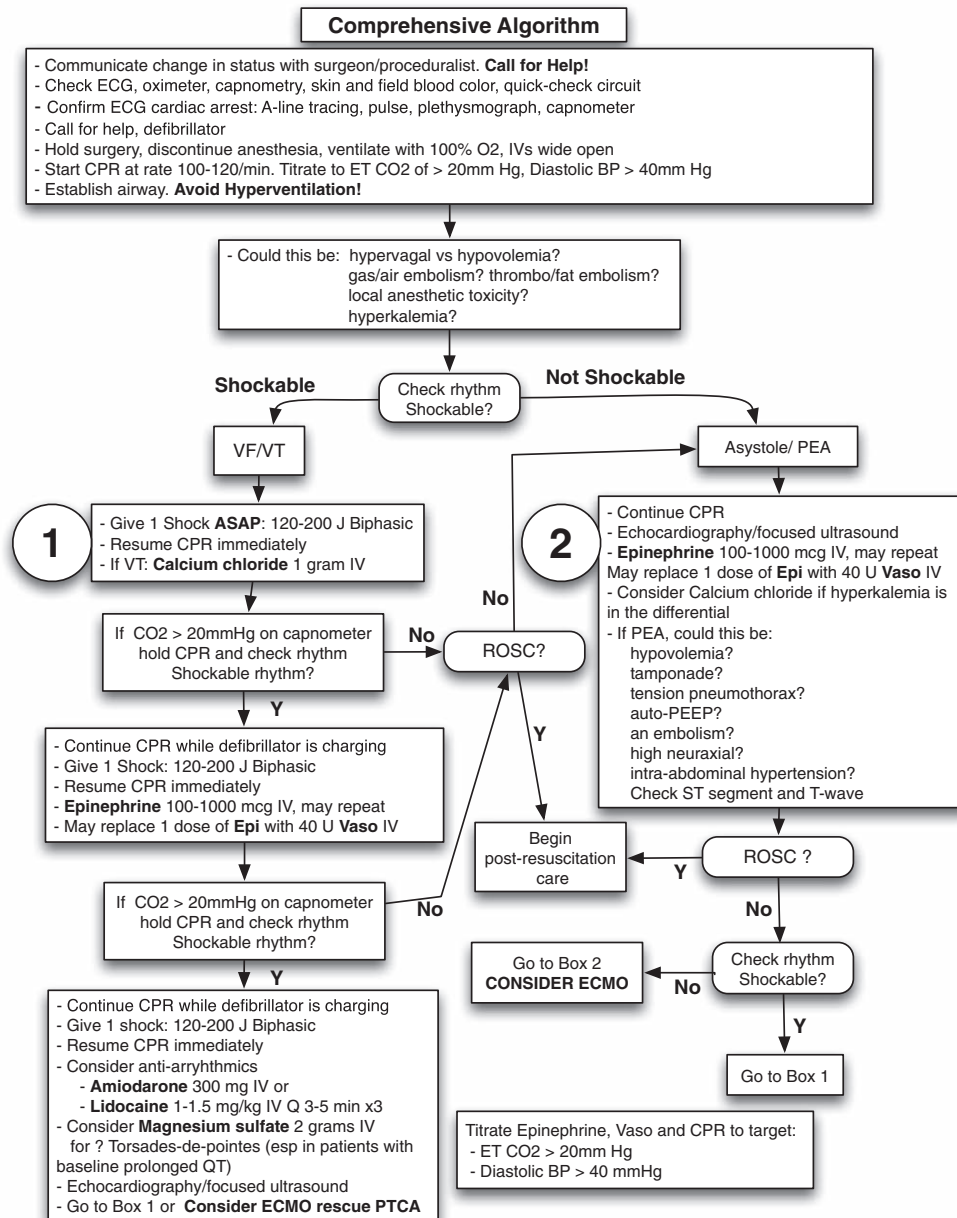 Comprehensive Algorithm
- Communicate change in status with surgeon/proceduralist. Call for Help!
- Check ECG, oximeter, capnometry, skin and field blood color, quick-check circuit
- Confirm ECG cardiac arrest: A-line tracing, pulse, plethysmograph, capnometer
- Call for help, defibrillator
- Hold surgery, discontinue anesthesia, ventilate with 100% O2, IVs wide open
- Start CPR at rate 100-120/min. Titrate to ET CO2 of > 20mm Hg, Diastolic BP > 40mm Hg
- Establish airway. Avoid Hyperventilation!
- Could this be: hypervagal vs hypovolemia?
gas/air embolism? thrombo/fat embolism?
local anesthetic toxicity?
hyperkalemia?
Check rhythm
Shockable?
Shockable
Not Shockable
VF/VT
1
- Give 1 Shock ASAP: 120-200 J Biphasic
- Resume CPR immediately
- If VT: Calcium chloride 1 gram IV
If CO2 > 20mmHg on capnometer
hold CPR and check rhythm
Shockable rhythm?
No
Y
- Continue CPR while defibrillator is charging
- Give 1 Shock: 120-200 J Biphasic
- Resume CPR immediately
- Epinephrine 100-1000 mcg IV, may repeat
- May replace 1 dose of Epi with 40 U Vaso IV
If CO2 > 20mmHg on capnometer
hold CPR and check rhythm
Shockable rhythm?
No
Y
- Continue CPR while defibrillator is charging
- Give 1 shock: 120-200 J Biphasic
- Resume CPR immediately
- Consider anti-arryhthmics
- Amiodarone 300 mg IV or
- Lidocaine 1-1.5 mg/kg IV Q 3-5 min x3
- Consider Magnesium sulfate 2 grams IV
for ? Torsades-de-pointes (esp in patients with
baseline prolonged QT)
- Echocardiography/focused ultrasound
- Go to Box 1 or Consider ECMO rescue PTCA
ROSC?
No
Y
Begin
post-resuscitation
care
Asystole/ PEA
2
- Continue CPR
- Echocardiography/focused ultrasound
- Epinephrine 100-1000 mcg IV, may repeat
May replace 1 dose of Epi with 40 U Vaso IV
- Consider Calcium chloride if hyperkalemia is
in the differential
- If PEA, could this be:
hypovolemia?
tamponade?
tension pneumothorax?
auto-PEEP?
an embolism?
high neuraxial?
intra-abdominal hypertension?
Check ST segment and T-wave
ROSC ?
Y
No
Check rhythm
Shockable?
No
Go to Box 2
CONSIDER ECMO
Y
Go to Box 1
Titrate Epinephrine, Vaso and CPR to target:
- ET CO2 > 20mm Hg
- Diastolic BP > 40 mmHg